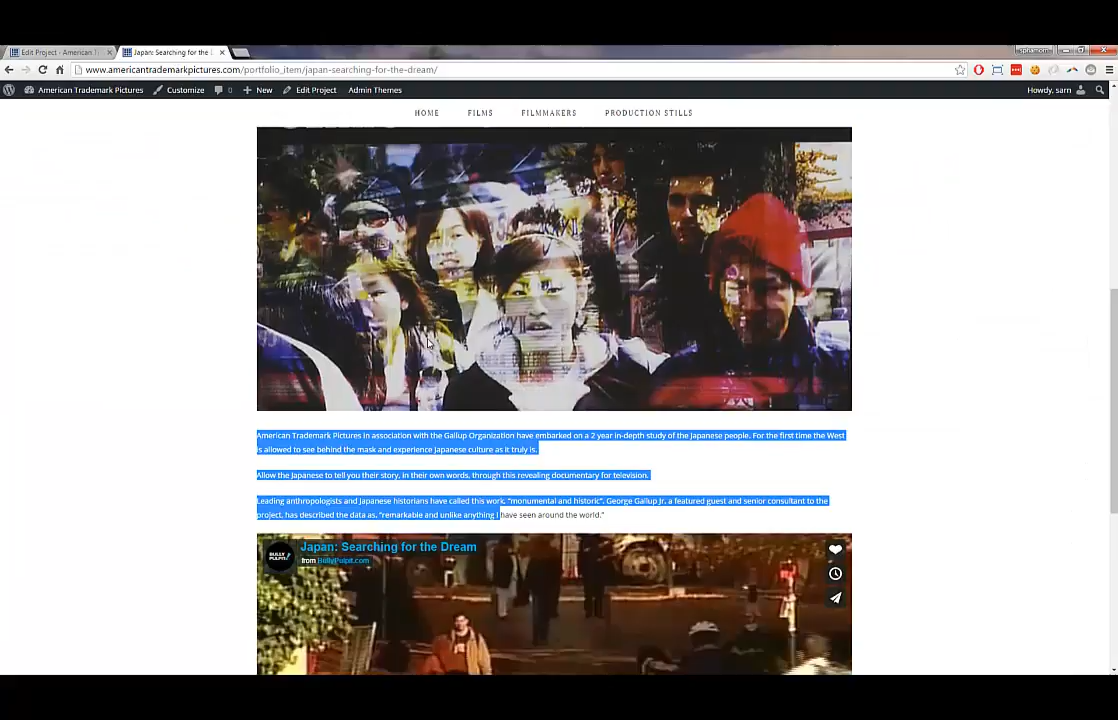 Edit Project ‹ American T
Japan: Searching for the D
www.americantrademarkpictures.com/portfolio_item/japan-searching-for-the-dream/
American Trademark Pictures
Customize
0
New
Edit Project
Admin Themes
Howdy, sarn
HOME
FILMS
FILMMAKERS
PRODUCTION STILLS
American Trademark Pictures in association with the Gallup Organization have embarked on a 2 year in-depth study of the Japanese people. For the first time the West
is allowed to see behind the mask and experience Japanese culture as it truly is.
Allow the Japanese to tell you their story, in their own words, through this revealing documentary for television.
Leading anthropologists and Japanese historians have called this work, "monumental and historic". George Gallup Jr. a featured guest and senior consultant to the
project, has described the data as, "remarkable and unlike anything I have seen around the world."
BULLY
PULPIT
Japan: Searching for the Dream
from BullyPulpit.com